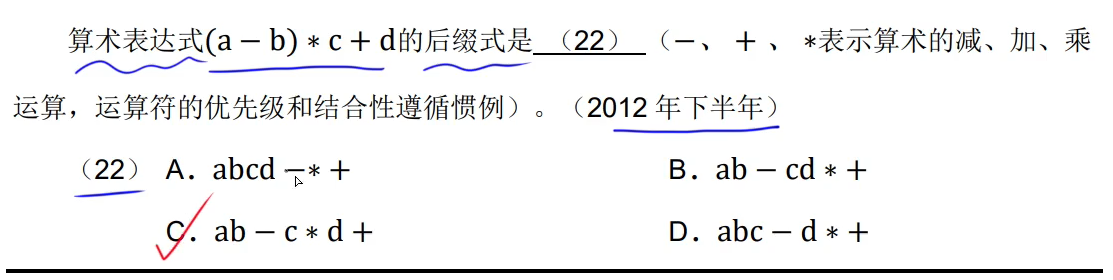 算术表达式(a − b) ∗ c + d的后缀式是 （22） （−、 + 、 ∗表示算术的减、加、乘
运算，运算符的优先级和结合性遵循惯例）。（2012 年下半年）
（22） A．abcd − ∗ + B．ab − cd ∗ +
C．ab − c ∗ d + D．abc − d ∗ +